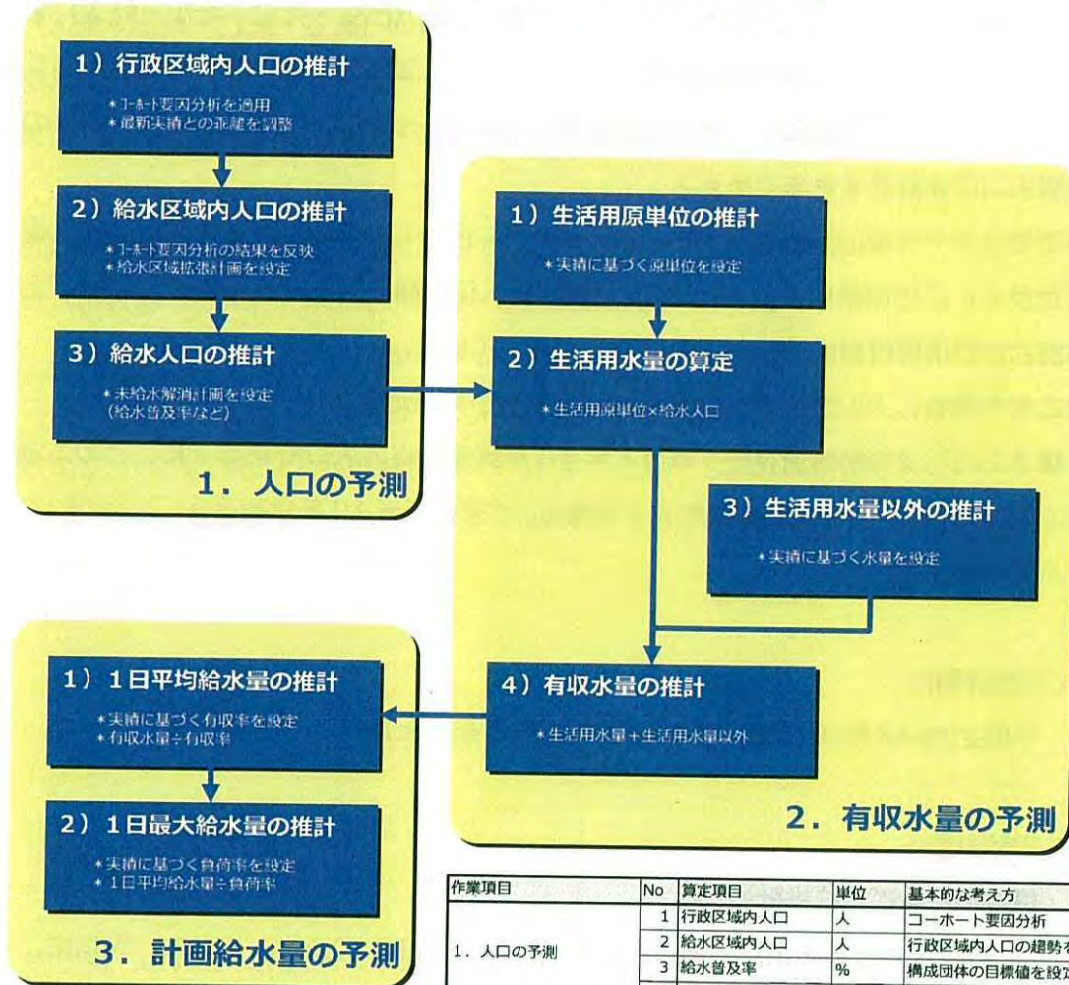 1）行政区域内人口の推計
＊ｺｰﾎｰﾄ要因分析を適用
＊最新実績との乖離を調整
2）給水区域内人口の推計
＊ｺｰﾎｰﾄ要因分析の結果を反映
＊給水区域拡張計画を設定
3）給水人口の推計
＊未給水解消計画を設定
（給水普及率など）
1．人口の予測
1）生活用原単位の推計
＊実績に基づく原単位を設定
2）生活用水量の算定
＊生活用原単位×給水人口
3）生活用水量以外の推計
＊実績に基づく水量を設定
4）有収水量の推計
＊生活用水量＋生活用水量以外
2．有収水量の予測
1）1日平均給水量の推計
＊実績に基づく有収率を設定
＊有収水量÷有収率
2）1日最大給水量の推計
＊実績に基づく負荷率を設定
＊1日平均給水量÷負荷率
3．計画給水量の予測
作業項目 No 算定項目 単位 基本的な考え方
1 行政区域内人口 人 コーホート要因分析
1．人口の予測 2 給水区域内人口 人 行政区域内人口の趨勢を
3 給水普及率 % 構成団体の目標値を設定